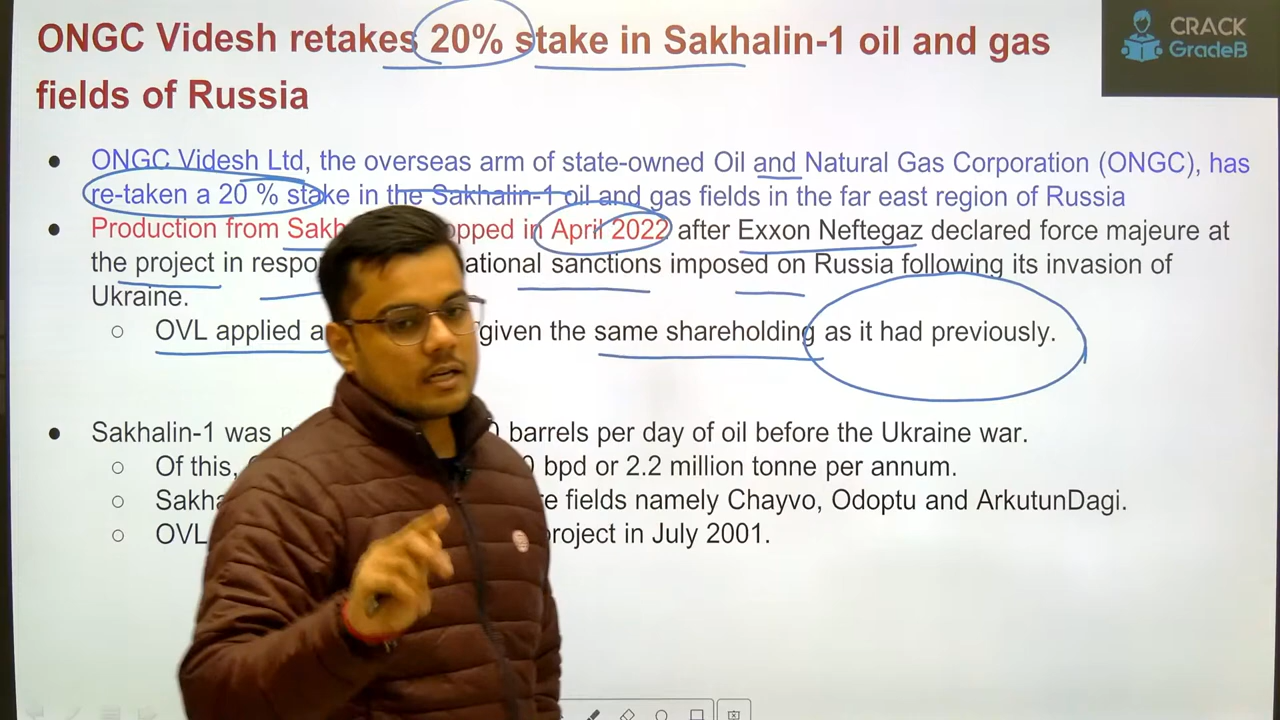 ONGC Videsh retakes 20% stake in Sakhalin-1 oil and gas
fields of Russia
CRACK
GradeB
● ONGC Videsh Ltd, the overseas arm of state-owned Oil and Natural Gas Corporation (ONGC), has
re-taken a 20 % stake in the Sakhalin-1 oil and gas fields in the far east region of Russia
● Production from in April 2022 after Exxon Neftegaz declared force majeure at
the project in sanctions imposed on Russia following its invasion of
Ukraine.
○ OVL applied given the same shareholding as it had previously.
● Sakhalin-1 was barrels per day of oil before the Ukraine war.
○ Of this, bpd or 2.2 million tonne per annum.
○ fields namely Chayvo, Odoptu and ArkutunDagi.
○ OVL project in July 2001.